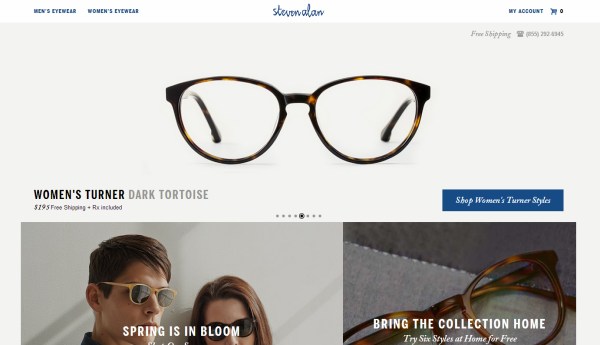 MEN'S EYEWEAR WOMEN'S EYEWEAR steven alan MY ACCOUNT 0
Free Shipping (855) 292-6945
WOMEN'S TURNER DARK TORTOISE
$195 Free Shipping + Rx included
Shop Women's Turner Styles
SPRING IS IN BLOOM
BRING THE COLLECTION HOME
Try Six Styles at Home for Free